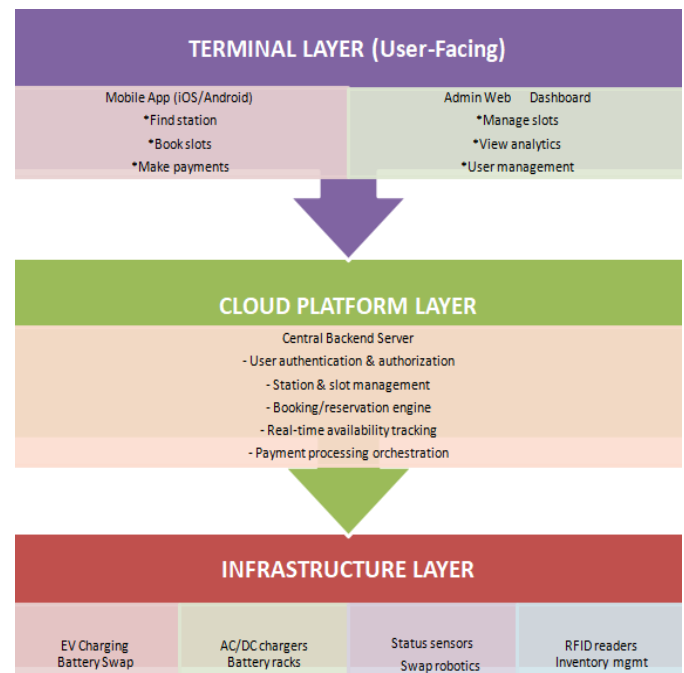 TERMINAL LAYER (User-Facing)
Mobile App (iOS/Android)
*Find station
*Book slots
*Make payments
Admin Web Dashboard
*Manage slots
*View analytics
*User management
CLOUD PLATFORM LAYER
Central Backend Server
- User authentication & authorization
- Station & slot management
- Booking/reservation engine
- Real-time availability tracking
- Payment processing orchestration
INFRASTRUCTURE LAYER
EV Charging
Battery Swap
AC/DC chargers
Battery racks
Status sensors
Swap robotics
RFID readers
Inventory mgmt